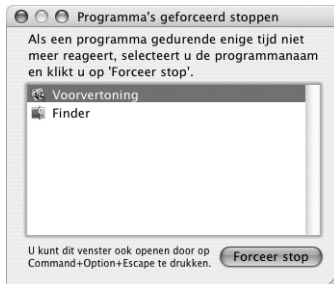 Programma's geforceerd stoppen
Als een programma gedurende enige tijd niet
meer reageert, selecteert u de programmanaam
en klikt u op 'Forceer stop'.
Voorvertoning
Finder
U kunt dit venster ook openen door op
Command+Option+Escape te drukken.
Forceer stop